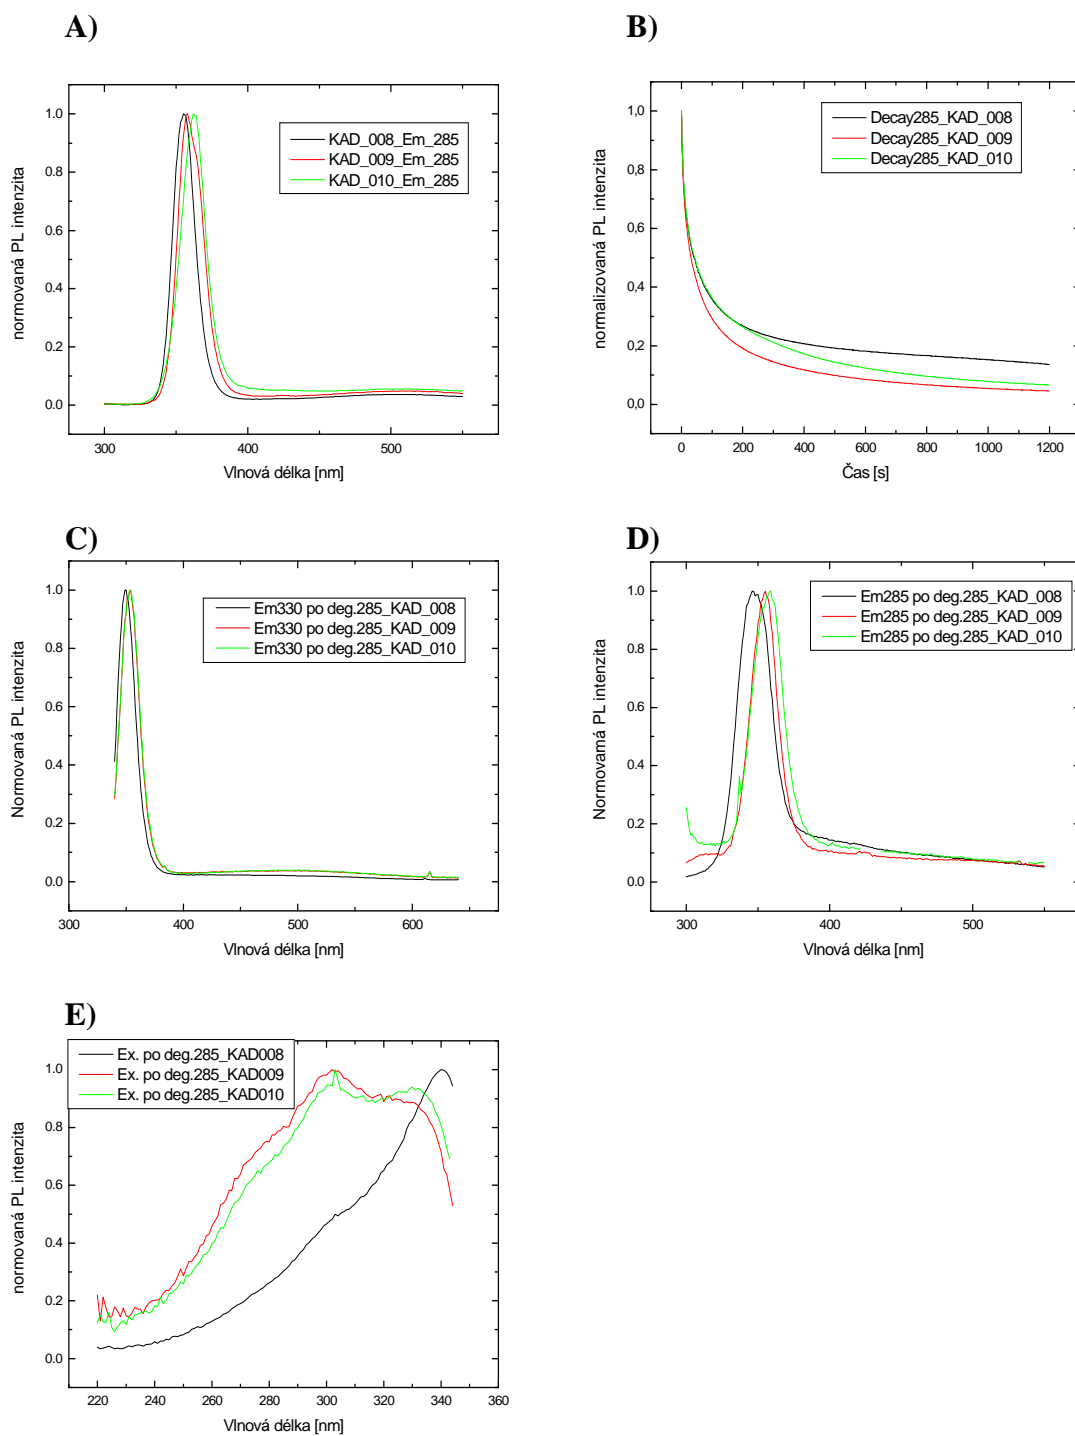 A)
KAD_008_Em_285
KAD_009_Em_285
KAD_010_Em_285
normovaná PL intenzita
1.0
0.8
0.6
0.4
0.2
0.0
300
400
500
Vlnová délka [nm]
B)
Decay285_KAD_008
Decay285_KAD_009
Decay285_KAD_010
normalizovaná PL intenzita
1,0
0,8
0,6
0,4
0,2
0,0
0
200
400
600
800
1000
1200
Čas [s]
C)
Em330 po deg.285_KAD_008
Em330 po deg.285_KAD_009
Em330 po deg.285_KAD_010
Normovaná PL intenzita
1.0
0.8
0.6
0.4
0.2
0.0
300
400
500
600
Vlnová délka [nm]
D)
Em285 po deg.285_KAD_008
Em285 po deg.285_KAD_009
Em285 po deg.285_KAD_010
Normovamá PL intenzita
1.0
0.8
0.6
0.4
0.2
0.0
300
400
500
Vlnová délka [nm]
E)
Ex. po deg.285_KAD008
Ex. po deg.285_KAD009
Ex. po deg.285_KAD010
normovaná PL intenzita
1.0
0.8
0.6
0.4
0.2
0.0
220
240
260
280
300
320
340
360
Vlnová délka [nm]